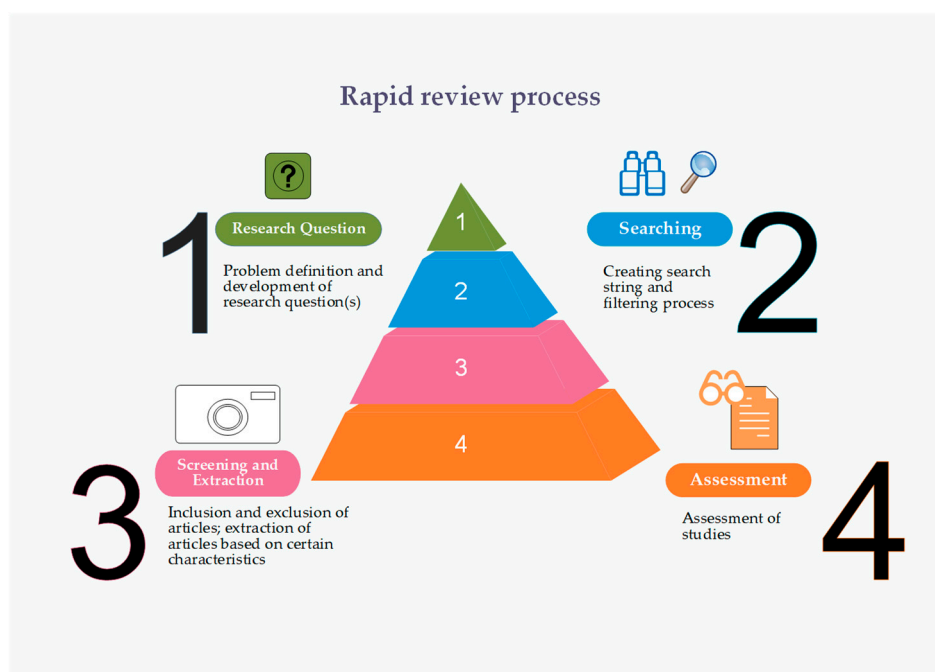 Rapid review process
?
1
Research Question
Problem definition and
development of
research question(s)
Searching
2
Creating search
string and
filtering process
1
2
3
4
3
Screening and
Extraction
Inclusion and exclusion of
articles; extraction of
articles based on certain
characteristics
Assessment
4
Assessment of
studies